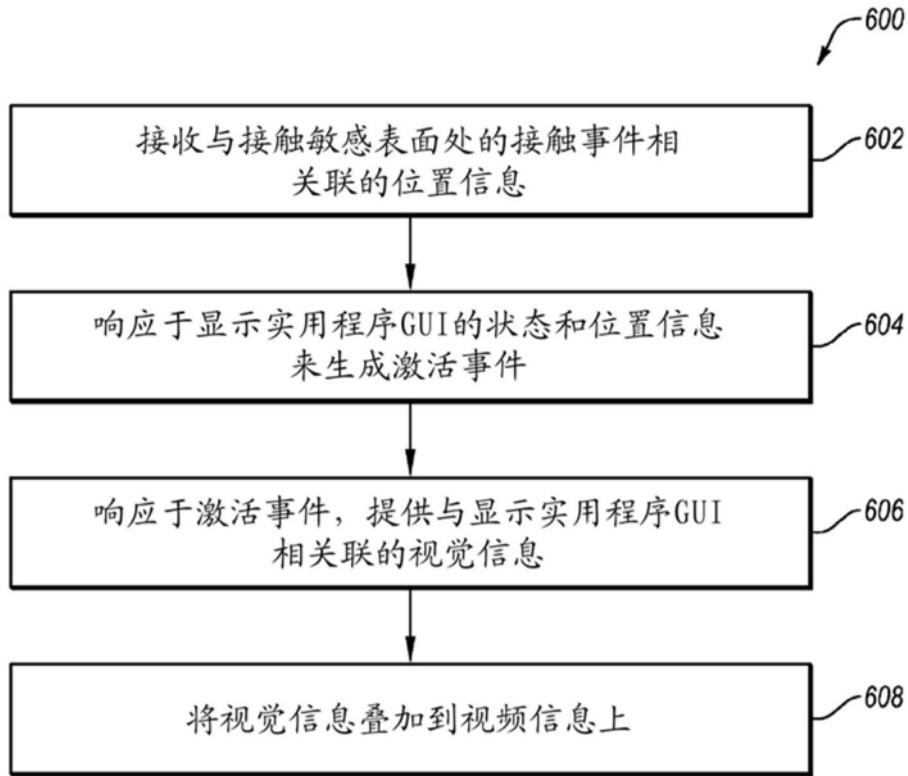 600
接收与接触敏感表面处的接触事件相
关联的位置信息
602
响应于显示实用程序GUI的状态和位置信息
来生成激活事件
604
响应于激活事件，提供与显示实用程序GUI
相关联的视觉信息
606
将视觉信息叠加到视频信息上
608